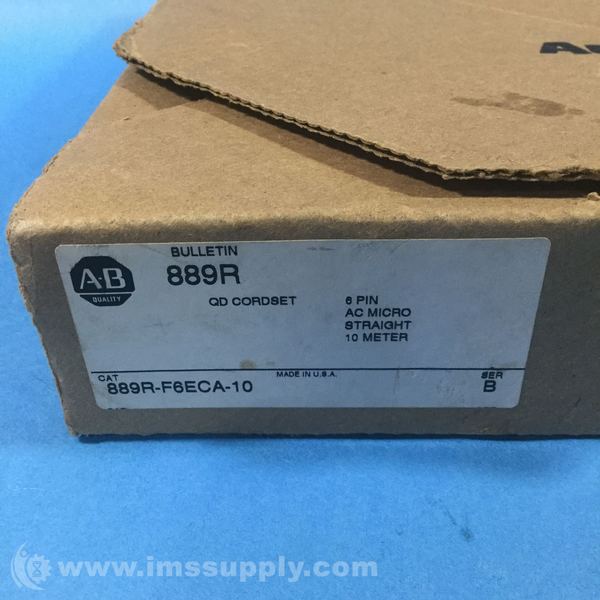 BULLETIN
889R
A-B
QUALITY
QD CORDSET
6 PIN
AC MICRO
STRAIGHT
10 METER
CAT
889R-F6ECA-10
MADE IN U.S.A.
SER
B
www.imssupply.com